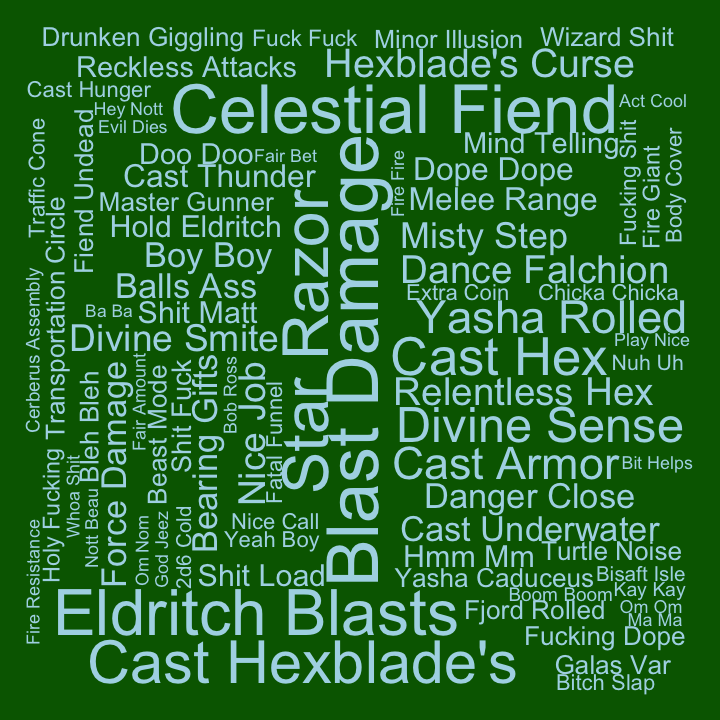 Drunken Giggling
Fuck Fuck
Minor Illusion
Wizard Shit
Reckless Attacks
Hexblade's Curse
Cast Hunger
Celestial Fiend
Act Cool
Hey Nott
Evil Dies
Traffic Cone
Fiend Undead
Doo Doo
Fair Bet
Mind Telling
Fucking Shit
Fire Giant
Body Cover
Cast Thunder
Fire Fire
Dope Dope
Master Gunner
Melee Range
Hold Eldritch
Star Razor
Blast Damage
Misty Step
Boy Boy
Dance Falchion
Balls Ass
Extra Coin
Chicka Chicka
Ba Ba
Shit Matt
Yasha Rolled
Cerberus Assembly
Holy Fucking Transportation Circle
Divine Smite
Cast Hex
Play Nice
Nuh Uh
Bleh Bleh
Force Damage
Fair Amount
Beast Mode
Shit Fuck
Bearing Gifts
Bob Ross
Nice Job
Fatal Funnel
Relentless Hex
Divine Sense
Whoa Shit
Nott Beau
Cast Armor
Bit Helps
Danger Close
Om Nom
God Jeez
2d6 Cold
Nice Call
Yeah Boy
Cast Underwater
Fire Resistance
Hmm Mm
Turtle Noise
Shit Load
Yasha Caduceus
Bisaft Isle
Boom Boom
Kay Kay
Eldritch Blasts
Fjord Rolled
Om Om
Ma Ma
Fucking Dope
Cast Hexblade's
Galas Var
Bitch Slap